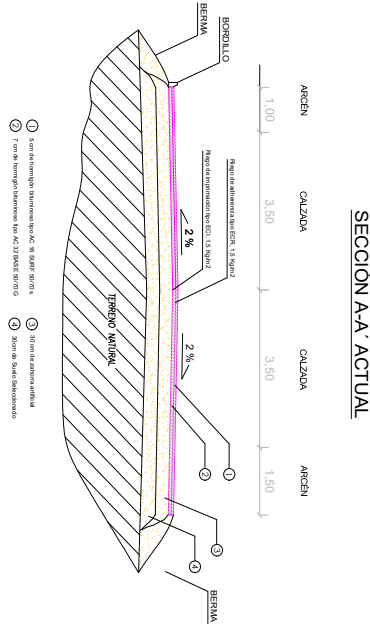 SECCIÓN A-A´ ACTUAL
ARCÉN CALZADA CALZADA ARCÉN
1,00 3,50 3,50 1,50
BORDILLO
BERMA
Riego de adherencia tipo ECR, 1,5 Kg/m2
Riego de imprimación tipo ECI, 1,5 Kg/m2
2 % 2 %
1
2
3
4
BERMA
TERRENO NATURAL
1 5 cm de hormigón bituminoso tipo AC 16 SURF 50/70 s
2 7 cm de hormigón bituminoso tipo AC 32 BASE 50/70 G
3 30 cm de zahorra artificial
4 30cm de Suelo Seleccionado